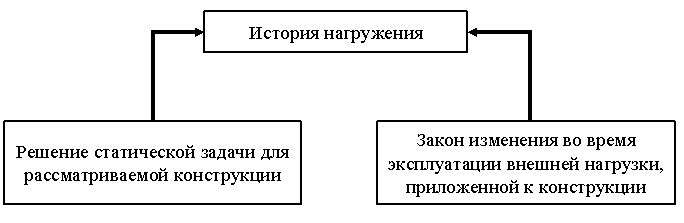 История нагружения
Решение статической задачи для
рассматриваемой конструкции
Закон изменения во время
эксплуатации внешней нагрузки,
приложенной к конструкции